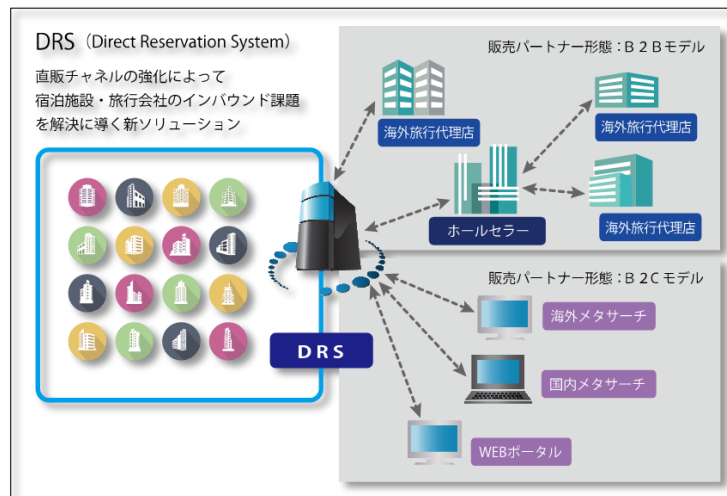 DRS（Direct Reservation System）
直販チャネルの強化によって
宿泊施設・旅行会社のインバウンド課題
を解決に導く新ソリューション
DRS
販売パートナー形態：B２Bモデル
海外旅行代理店
海外旅行代理店
ホールセラー
海外旅行代理店
販売パートナー形態：B２Cモデル
海外メタサーチ
国内メタサーチ
WEBポータル